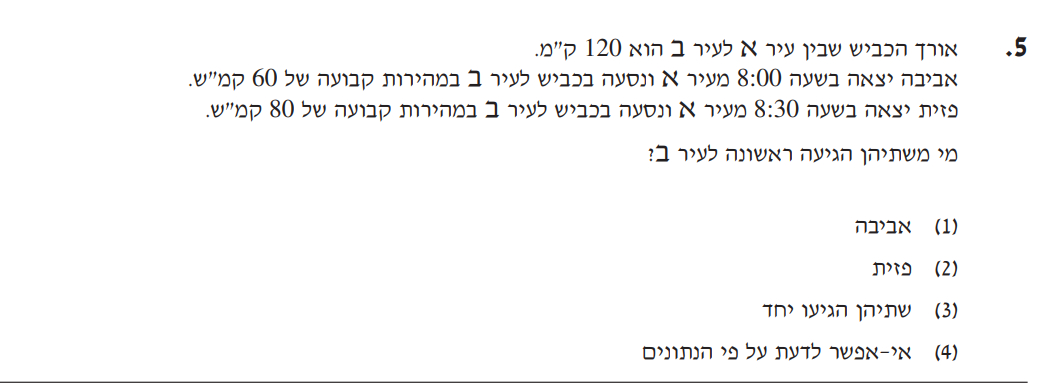 5. אורך הכביש שבין עיר א לעיר ב הוא 120 ק"מ.
אביבה יצאה בשעה 8:00 מעיר א ונסעה בכביש לעיר ב במהירות קבועה של 60 קמ"ש.
פזית יצאה בשעה 8:30 מעיר א ונסעה בכביש לעיר ב במהירות קבועה של 80 קמ"ש.
מי משתיהן הגיעה ראשונה לעיר ב?
(1) אביבה
(2) פזית
(3) שתיהן הגיעו יחד
(4) אי-אפשר לדעת על פי הנתונים